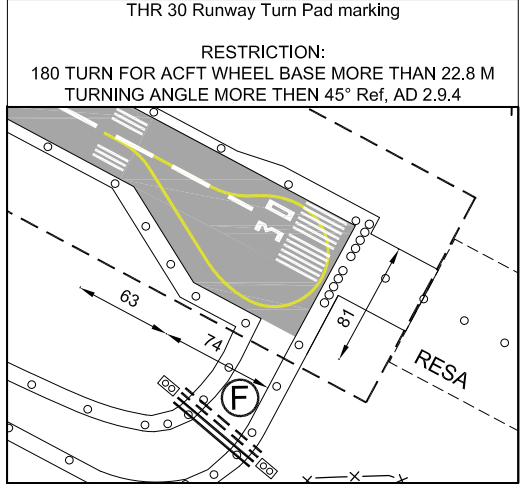 THR 30 Runway Turn Pad marking
RESTRICTION:
180 TURN FOR ACFT WHEEL BASE MORE THAN 22.8 M
TURNING ANGLE MORE THEN 45° Ref, AD 2.9.4
30
63
74
81
RESA
F